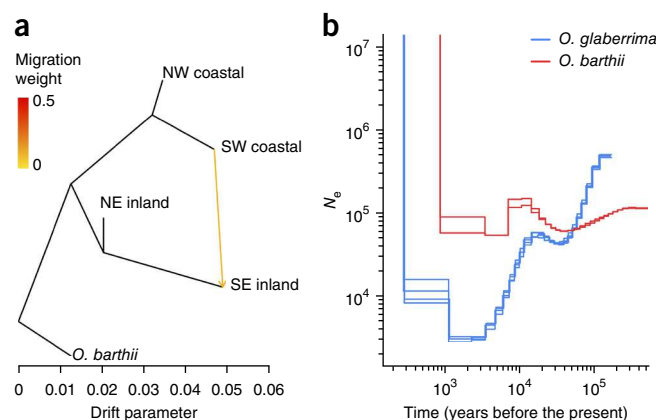 a
Migration
weight
0.5
0
NW coastal
SW coastal
NE inland
SE inland
O. barthii
0 0.01 0.02 0.03 0.04 0.05 0.06
Drift parameter
b
O. glaberrima
O. barthii
10^7
10^6
10^5
10^4
N_e
10^3 10^4 10^5
Time (years before the present)